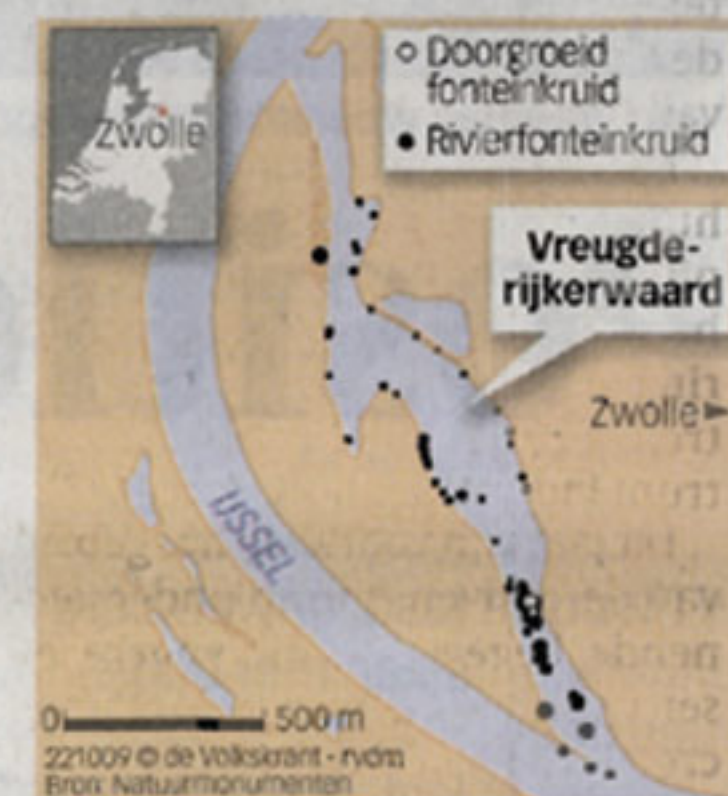 Zwolle
Doorgroeid
fonteinkruid
Rivierfonteinkruid
Vreugde-
rijkerwaard
Zwolle
IJSSEL
0 500 m
221009 © de Volkskrant - rvdm
Bron: Natuurmonumenten